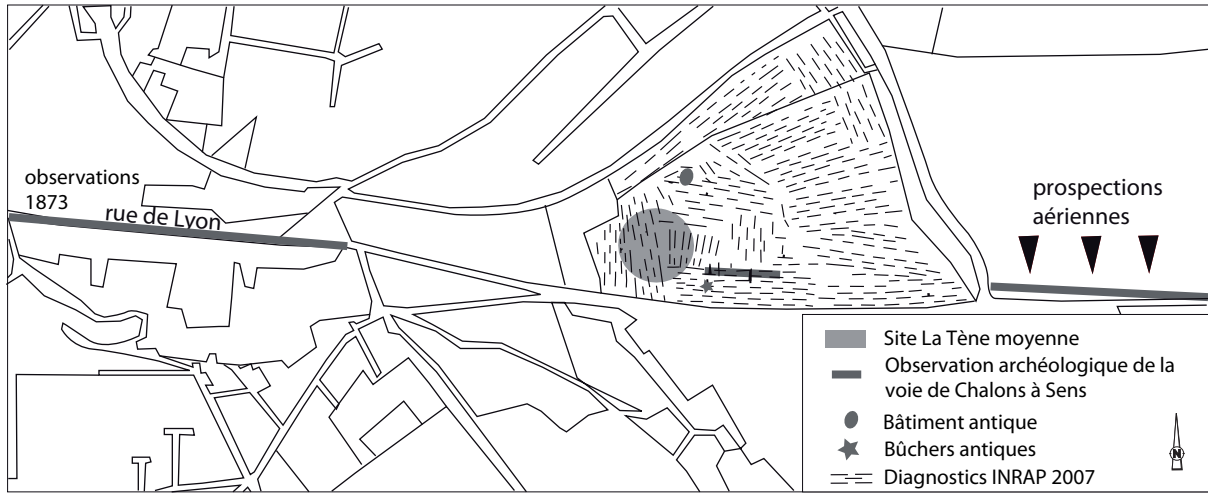 observations
1873
rue de Lyon
prospections
aériennes
Site La Tène moyenne
Observation archéologique de la
voie de Chalons à Sens
Bâtiment antique
Bûchers antiques
Diagnostics INRAP 2007
N